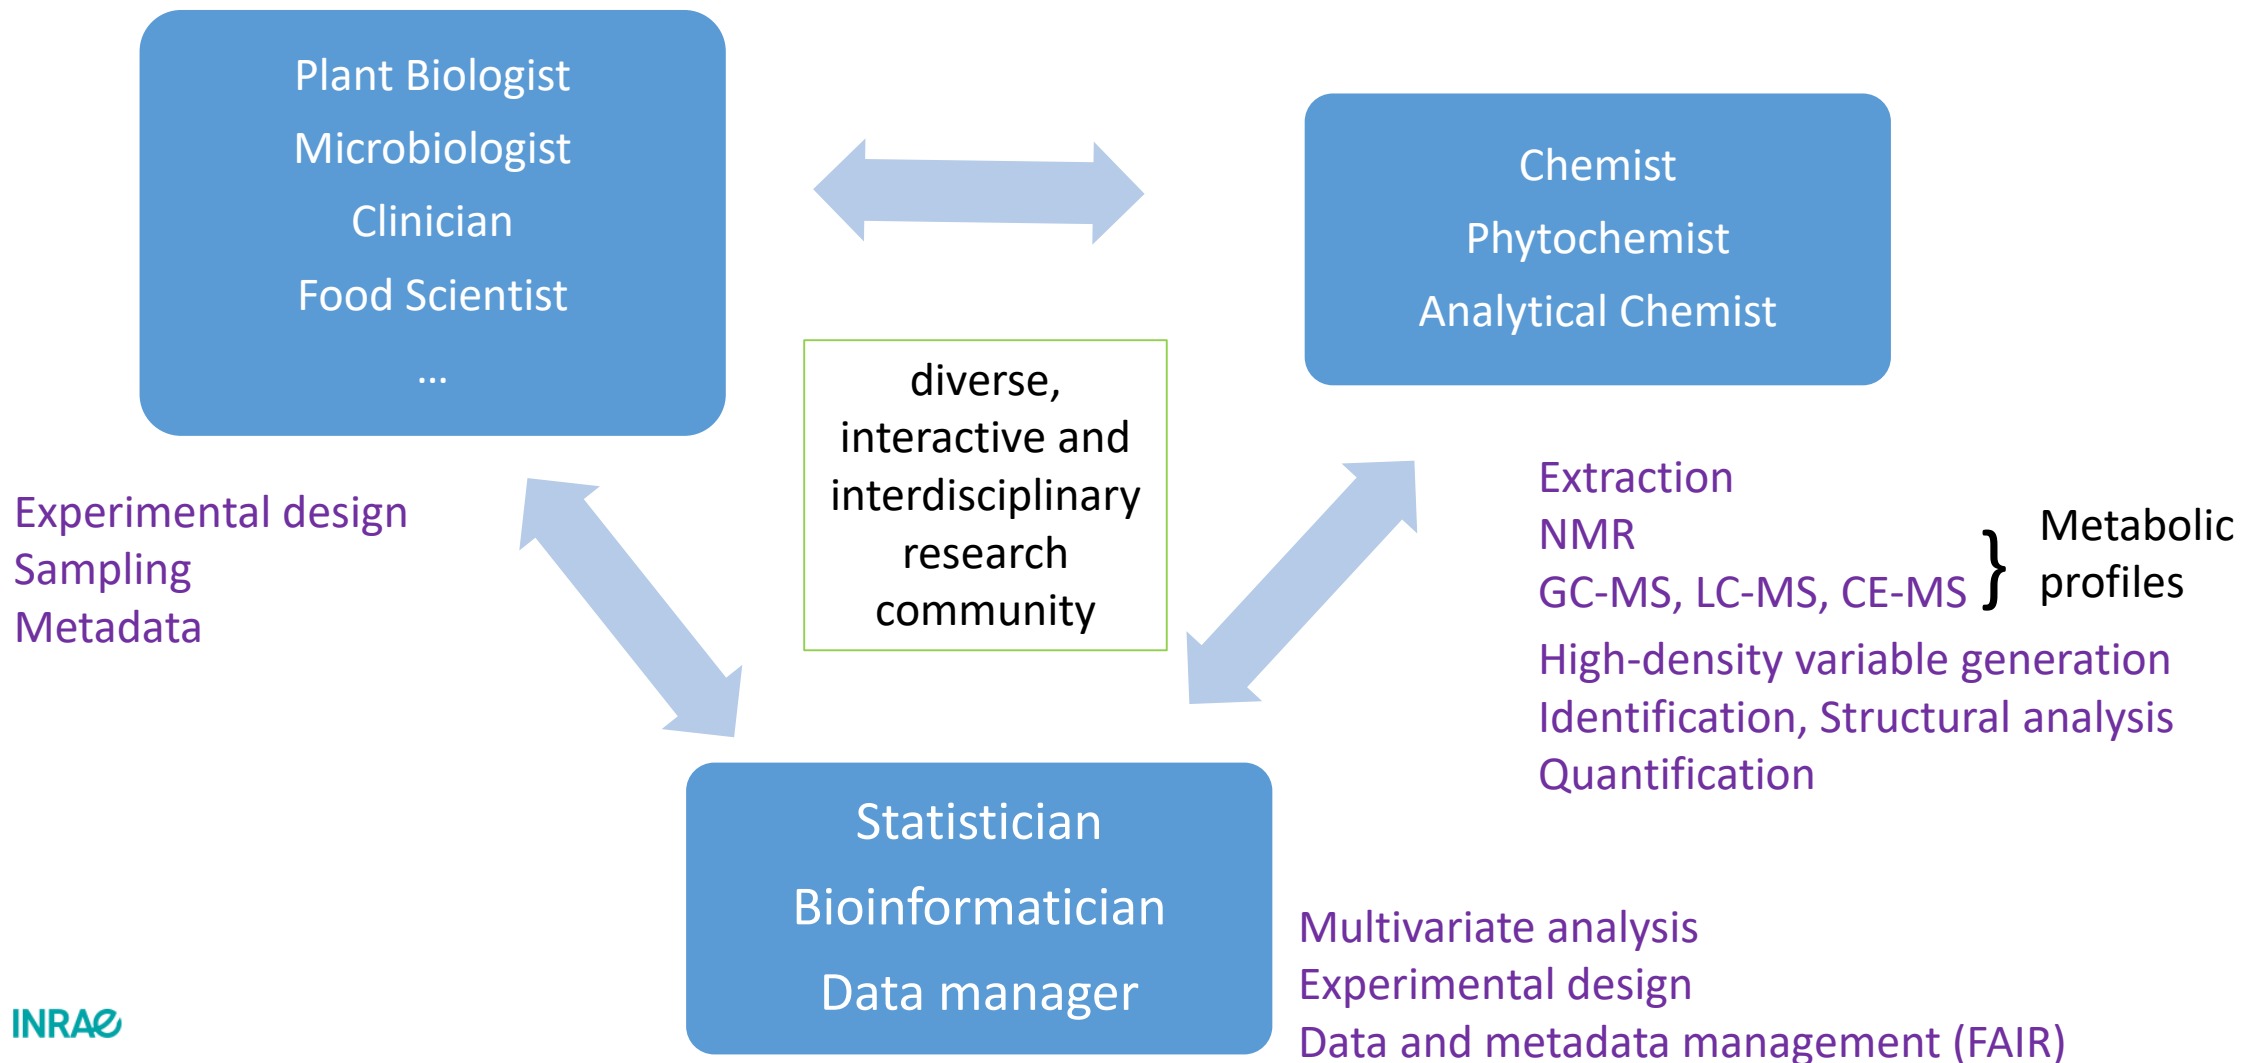 Plant Biologist
Microbiologist
Clinician
Food Scientist
...
Chemist
Phytochemist
Analytical Chemist
diverse,
interactive and
interdisciplinary
research
community
Experimental design
Sampling
Metadata
Extraction
NMR
GC-MS, LC-MS, CE-MS
} Metabolic
profiles
High-density variable generation
Identification, Structural analysis
Quantification
Statistician
Bioinformatician
Data manager
Multivariate analysis
Experimental design
Data and metadata management (FAIR)
INRAE